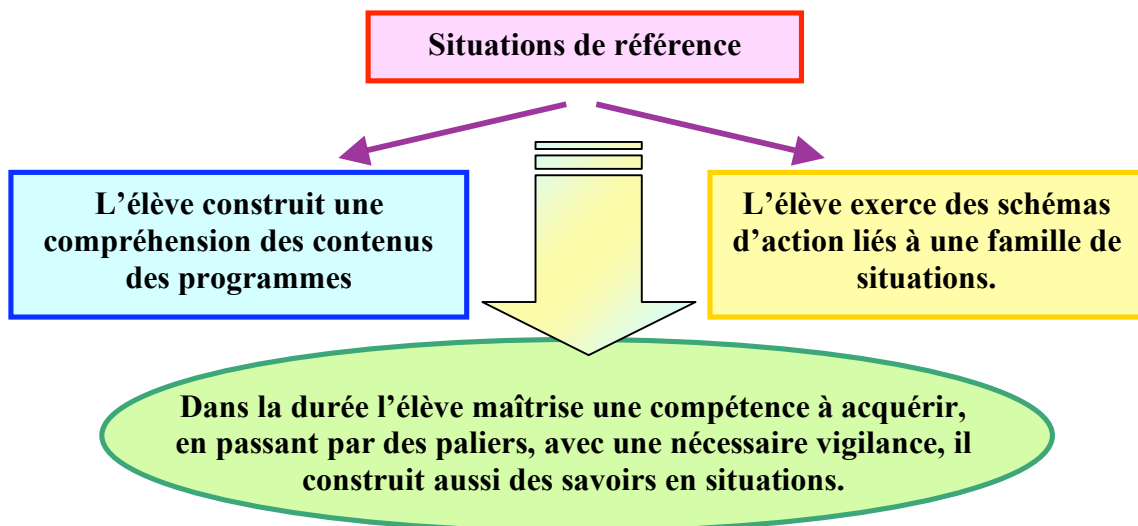 Situations de référence
L’élève construit une
compréhension des contenus
des programmes
L’élève exerce des schémas
d’action liés à une famille de
situations.
Dans la durée l’élève maîtrise une compétence à acquérir,
en passant par des paliers, avec une nécessaire vigilance, il
construit aussi des savoirs en situations.